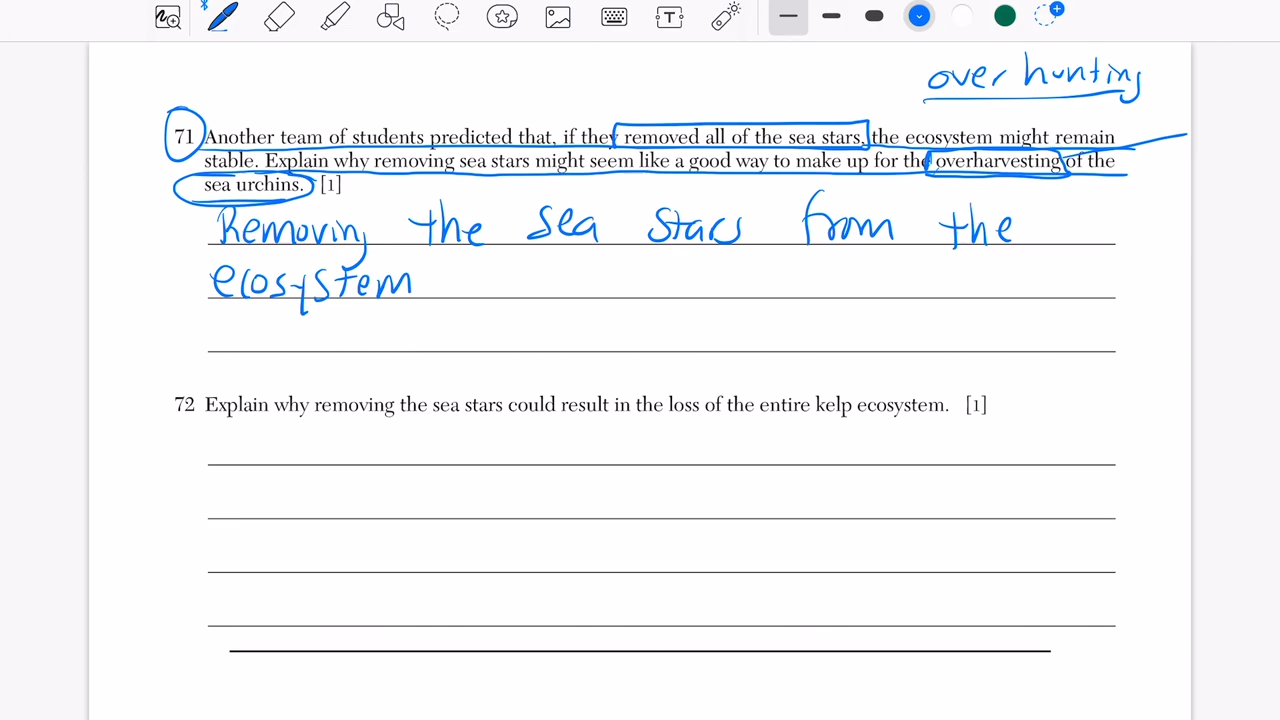 over hunting
71 Another team of students predicted that, if they removed all of the sea stars, the ecosystem might remain
stable. Explain why removing sea stars might seem like a good way to make up for the overharvesting of the
sea urchins. [1]
Removing the sea stars from the
ecosystem
72 Explain why removing the sea stars could result in the loss of the entire kelp ecosystem. [1]